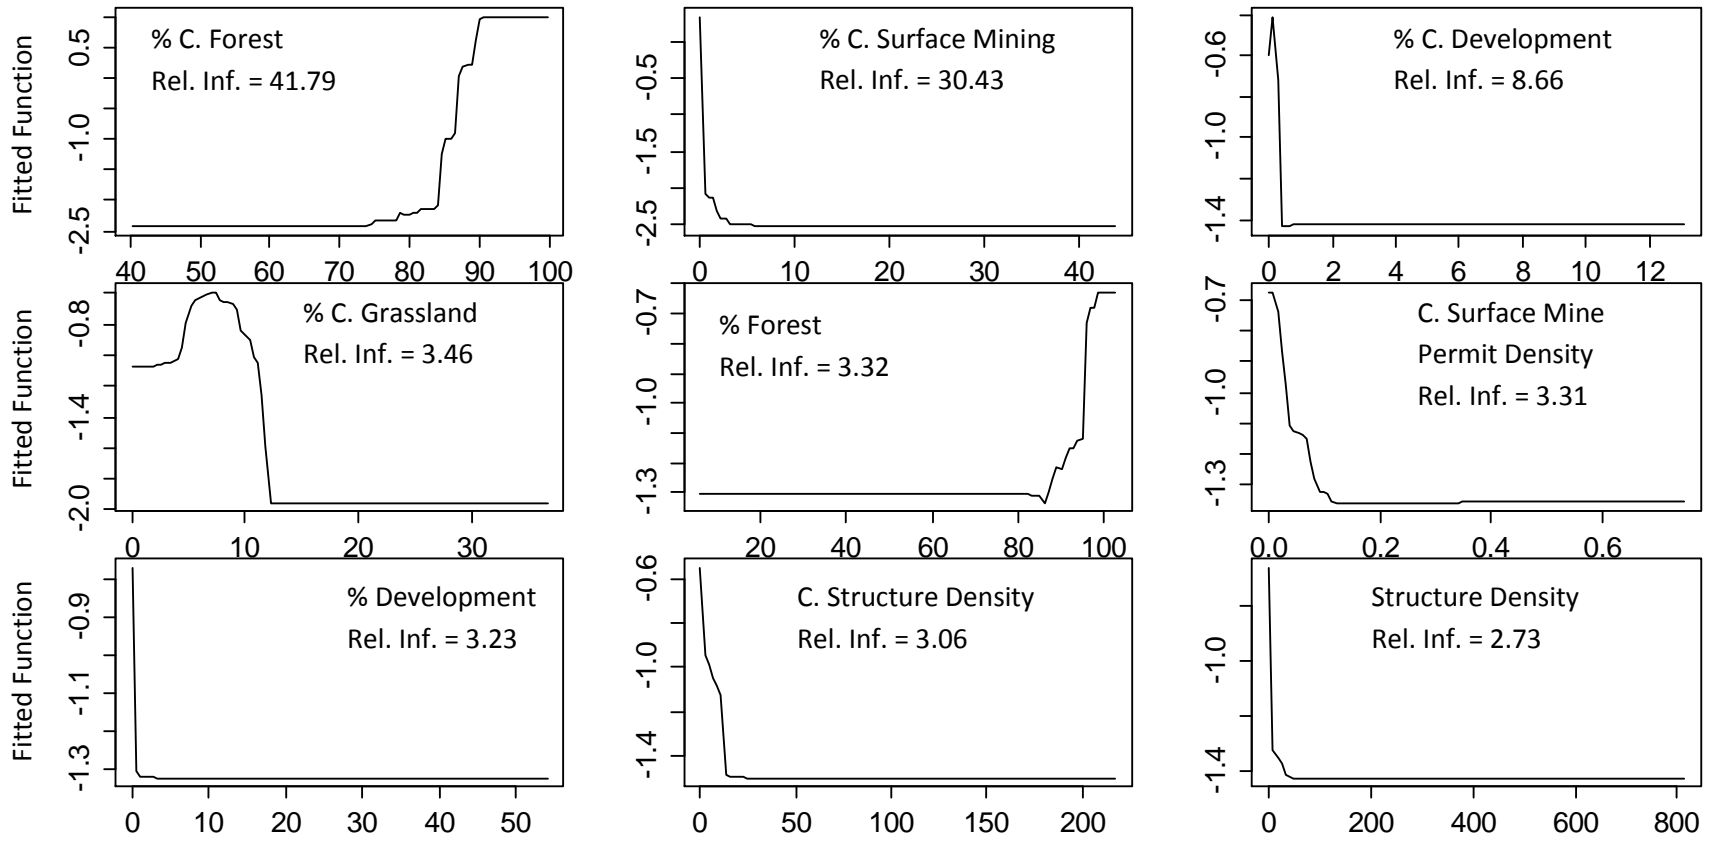 Fitted Function
0.5
-1.0
-2.5
% C. Forest
Rel. Inf. = 41.79
40 50 60 70 80 90 100
-0.5
-1.5
-2.5
% C. Surface Mining
Rel. Inf. = 30.43
0 10 20 30 40
-0.6
-1.0
-1.4
% C. Development
Rel. Inf. = 8.66
0 2 4 6 8 10 12
Fitted Function
-0.8
-1.4
-2.0
% C. Grassland
Rel. Inf. = 3.46
0 10 20 30
-0.7
-1.0
-1.3
% Forest
Rel. Inf. = 3.32
20 40 60 80 100
-0.7
-1.0
-1.3
C. Surface Mine
Permit Density
Rel. Inf. = 3.31
0.0 0.2 0.4 0.6
Fitted Function
-0.9
-1.1
-1.3
% Development
Rel. Inf. = 3.23
0 10 20 30 40 50
-0.6
-1.0
-1.4
C. Structure Density
Rel. Inf. = 3.06
0 50 100 150 200
-1.0
-1.4
Structure Density
Rel. Inf. = 2.73
0 200 400 600 800